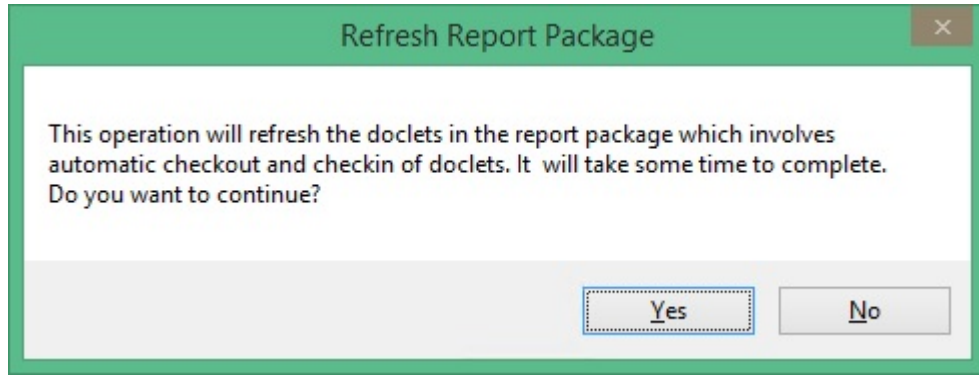 Refresh Report Package
This operation will refresh the doclets in the report package which involves
automatic checkout and checkin of doclets. It  will take some time to complete.
Do you want to continue?
Yes
No